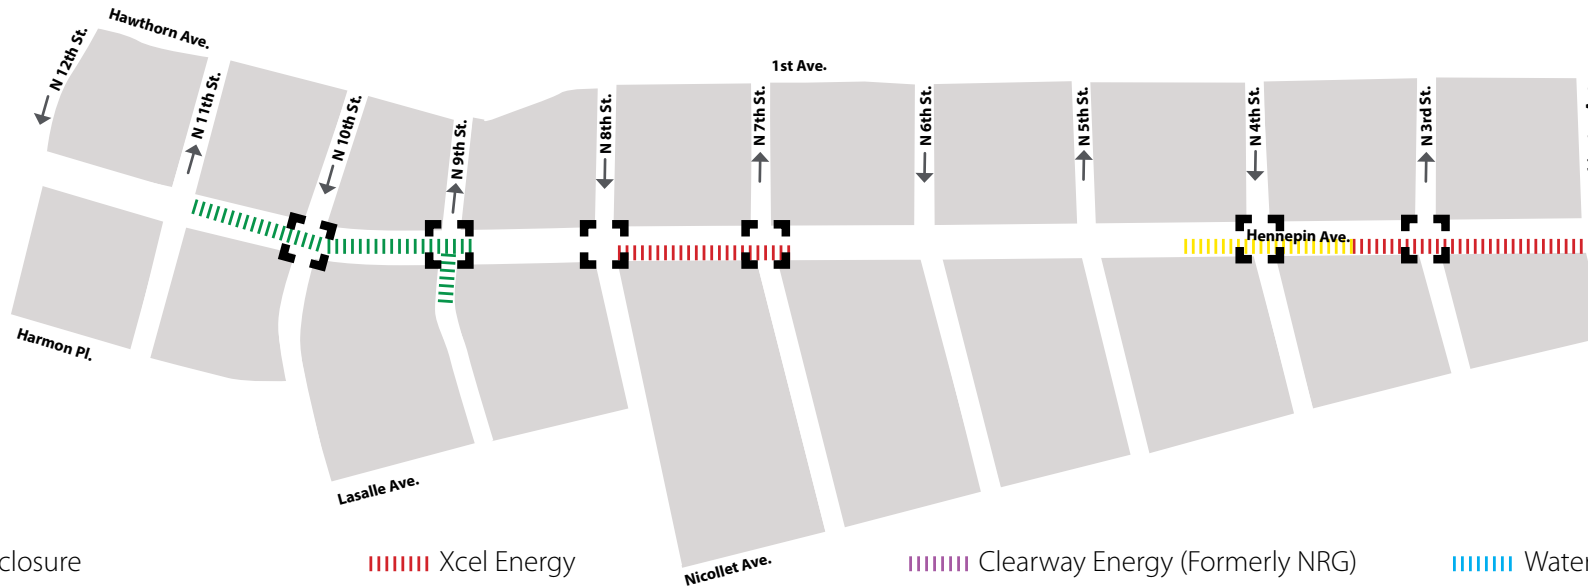 Hawthorn Ave.
N 12th St.
N 11th St.
N 10th St.
N 9th St.
1st Ave.
N 8th St.
N 7th St.
N 6th St.
N 5th St.
N 4th St.
N 3rd St.
Hennepin Ave.
Harmon Pl.
Lasalle Ave.
Nicollet Ave.
closure
Xcel Energy
Clearway Energy (Formerly NRG)
Water